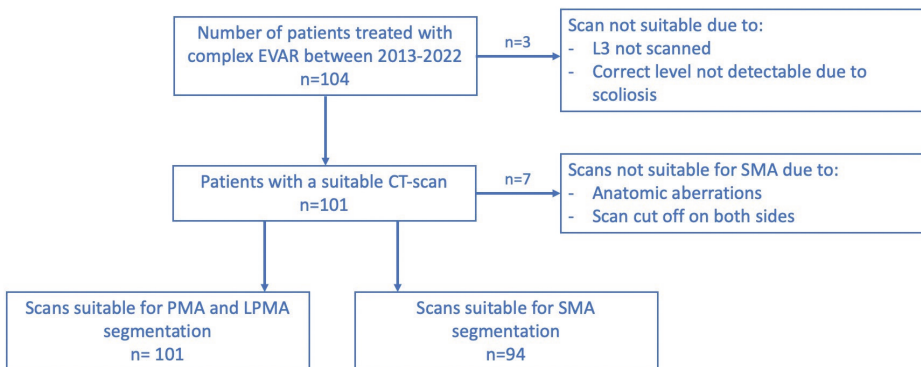 Number of patients treated with
complex EVAR between 2013-2022
n=104
n=3
Scan not suitable due to:
- L3 not scanned
- Correct level not detectable due to
scoliosis
Patients with a suitable CT-scan
n=101
n=7
Scans not suitable for SMA due to:
- Anatomic aberrations
- Scan cut off on both sides
Scans suitable for PMA and LPMA
segmentation
n= 101
Scans suitable for SMA
segmentation
n=94